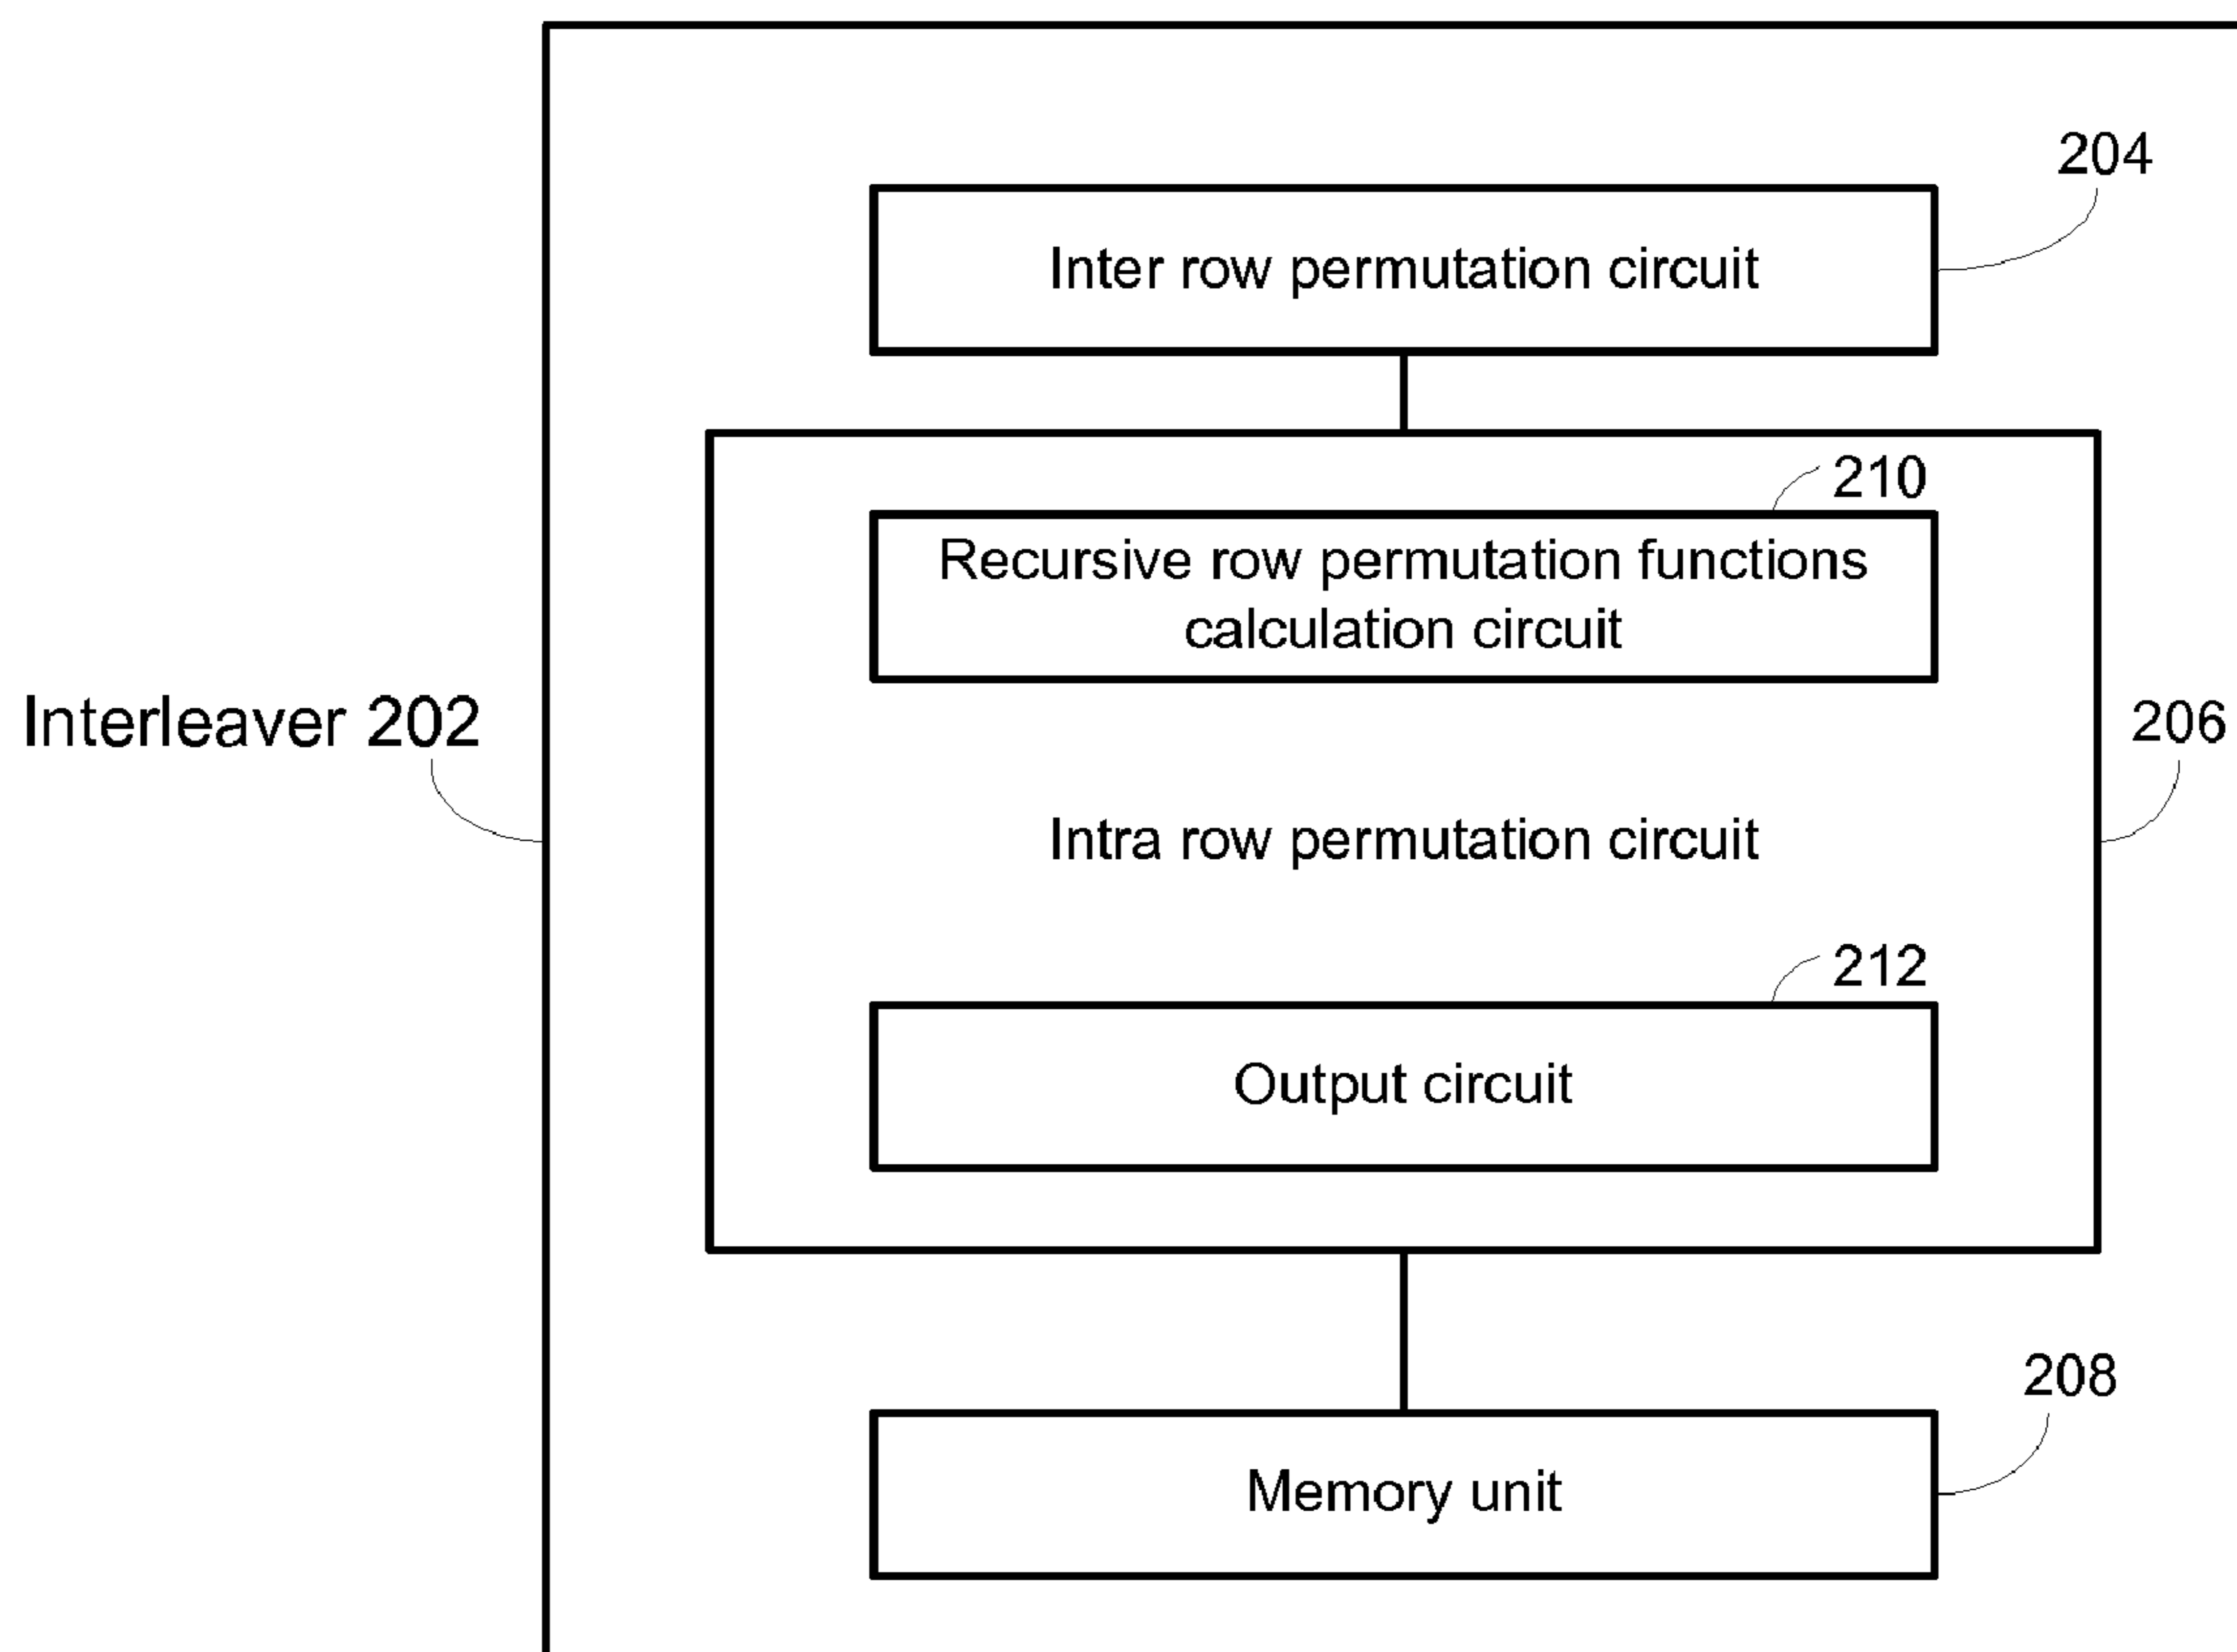 204
Inter row permutation circuit
210
Recursive row permutation functions
calculation circuit
Interleaver 202
206
Intra row permutation circuit
212
Output circuit
208
Memory unit